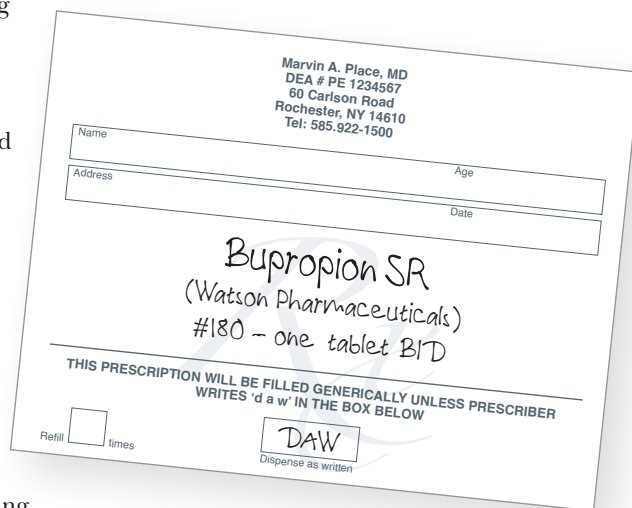 g
Marvin A. Place, MD
DEA # PE 1234567
60 Carlson Road
Rochester, NY 14610
Tel: 585.922-1500
d
Name
Age
Address
Date
Bupropion SR
(Watson Pharmaceuticals)
#180 – one tablet BID
THIS PRESCRIPTION WILL BE FILLED GENERICALLY UNLESS PRESCRIBER
WRITES ‘d a w’ IN THE BOX BELOW
Refill
times
DAW
Dispense as written
ng